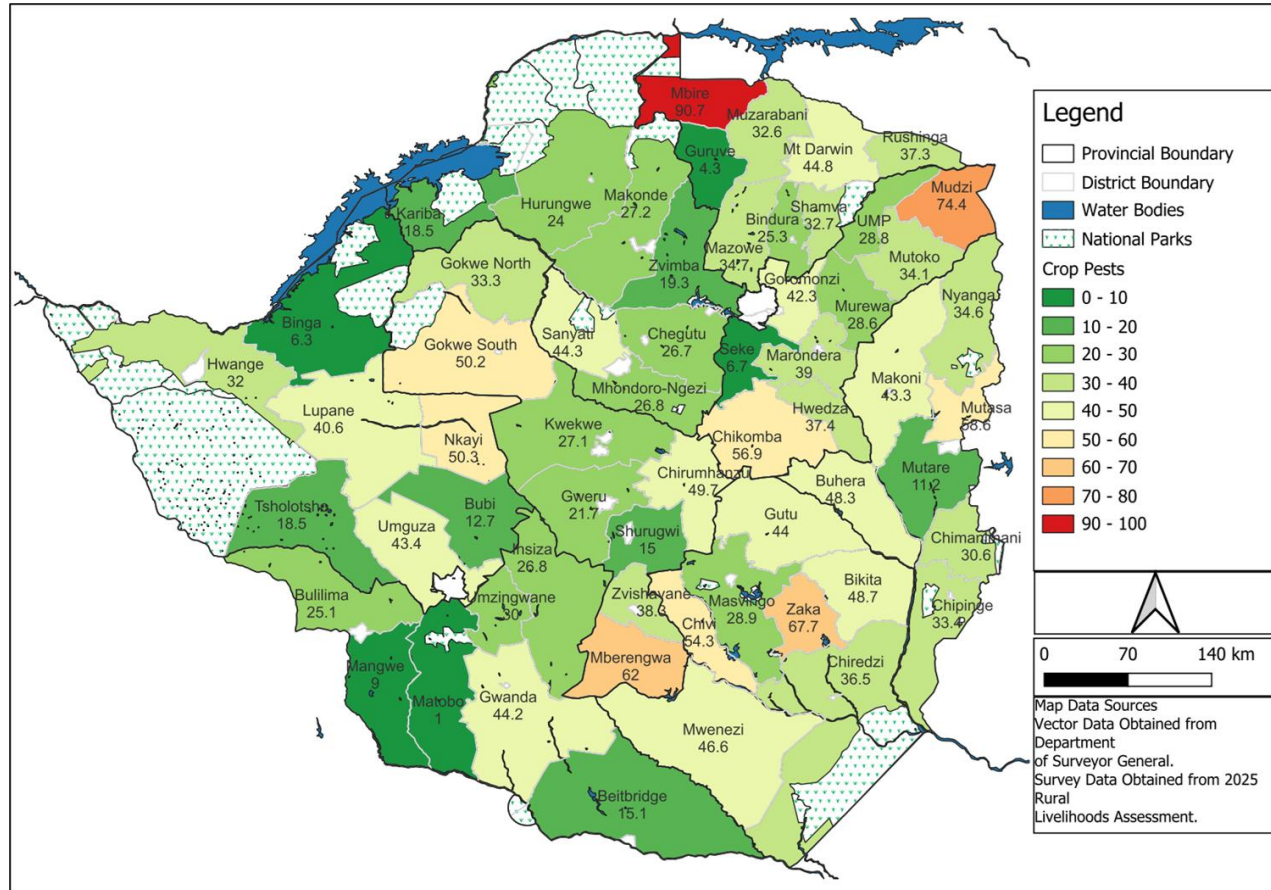 Mbire
90.7
Muzarabani
32.6
Mt Darwin
44.8
Rushinga
37.3
Guruve
4.3
Mudzi
74.4
Kariba
18.5
Hurungwe
24
Makonde
27.2
Bindura
25.3
Shamva
32.7
UMP
28.8
Mutoko
34.1
Mazowe
34.7
Zvimba
19.3
Gokwe North
33.3
Goromonzi
42.3
Murewa
28.6
Nyanga
34.6
Binga
6.3
Gokwe South
50.2
Sanyati
44.3
Chegutu
26.7
Seke
6.7
Marondera
39
Hwange
32
Makoni
43.3
Mhondoro-Ngezi
26.8
Hwedza
37.4
Mutasa
58.6
Lupane
40.6
Nkayi
50.3
Kwekwe
27.1
Chikomba
56.9
Chirumhanzu
49.7
Mutare
11.2
Buhera
48.3
Tsholotsho
18.5
Bubi
12.7
Gweru
21.7
Gutu
44
Umguza
43.4
Shurugwi
15
Chimanimani
30.6
Insiza
26.8
Bikita
48.7
Bulilima
25.1
Umzingwane
30
Zvishavane
38.
Masvingo
28.9
Zaka
67.7
Chipinge
33.4
Chivi
54.3
Mberengwa
62
Chiredzi
36.5
Mangwe
9
Matobo
1
Gwanda
44.2
Mwenezi
46.6
Beitbridge
15.1
Legend
Provincial Boundary
District Boundary
Water Bodies
National Parks
Crop Pests
0 - 10
10 - 20
20 - 30
30 - 40
40 - 50
50 - 60
60 - 70
70 - 80
90 - 100
0 70 140 km
Map Data Sources
Vector Data Obtained from
Department
of Surveyor General.
Survey Data Obtained from 2025
Rural
Livelihoods Assessment.